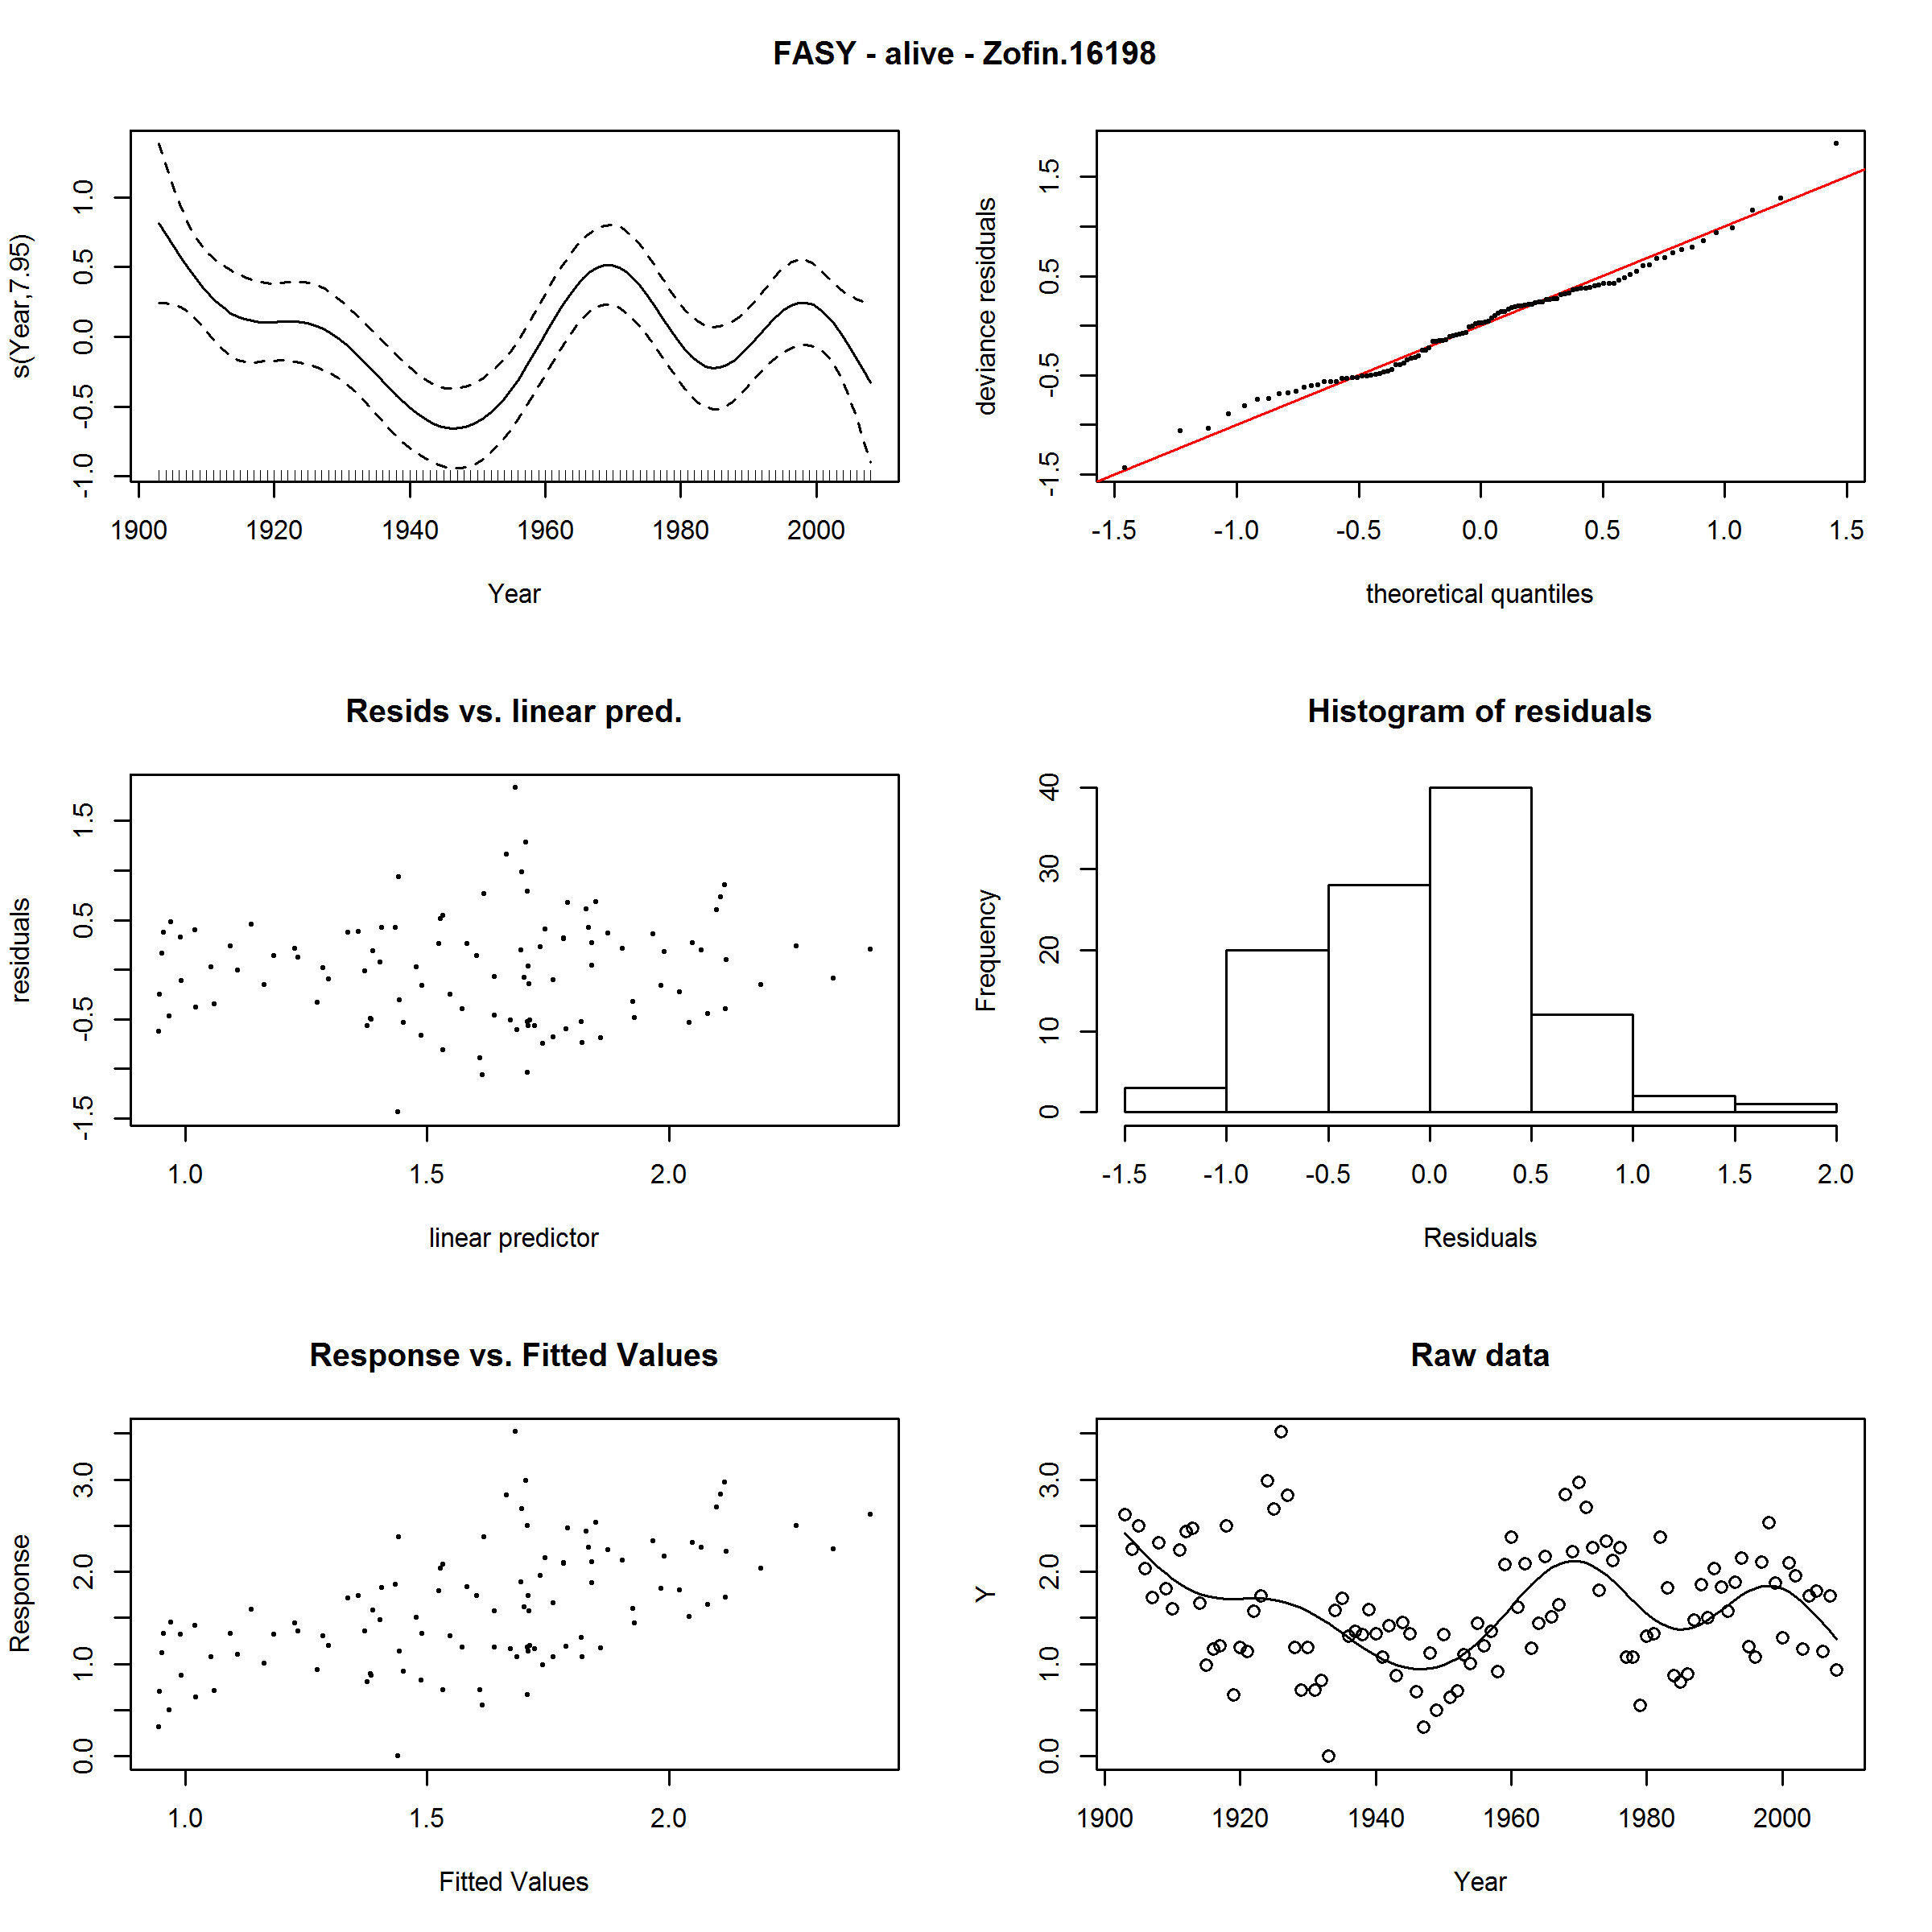 FASY - alive - Zofin.16198
s(Year,7.95)
-1.0 -0.5 0.0 0.5 1.0
1900 1920 1940 1960 1980 2000
Year
deviance residuals
-1.5 -0.5 0.5 1.5
-1.5 -1.0 -0.5 0.0 0.5 1.0 1.5
theoretical quantiles
Resids vs. linear pred.
residuals
-1.5 -0.5 0.5 1.5
1.0 1.5 2.0
linear predictor
Histogram of residuals
Frequency
0 10 20 30 40
-1.5 -1.0 -0.5 0.0 0.5 1.0 1.5 2.0
Residuals
Response vs. Fitted Values
Response
0.0 1.0 2.0 3.0
1.0 1.5 2.0
Fitted Values
Raw data
Y
0.0 1.0 2.0 3.0
1900 1920 1940 1960 1980 2000
Year